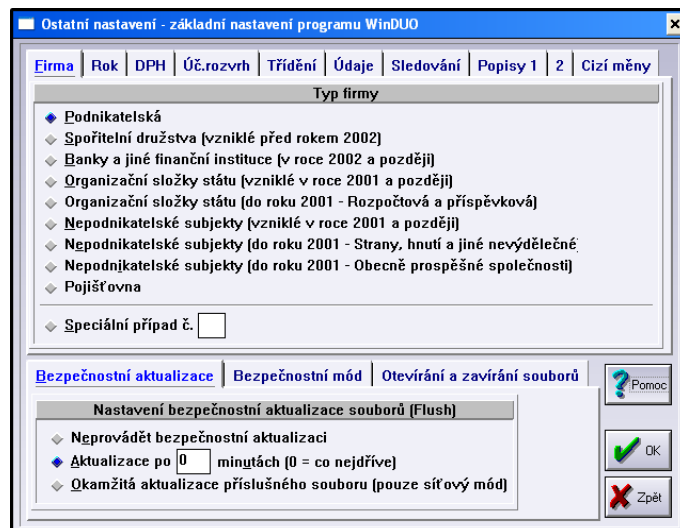 Ostatní nastavení - základní nastavení programu WinDUO
Firma Rok DPH Úč.rozvrh Třídění Údaje Sledování Popisy 1 2 Cizí měny
Typ firmy
Podnikatelská
Spořitelní družstva (vzniklé před rokem 2002)
Banky a jiné finanční instituce (v roce 2002 a později)
Organizační složky státu (vzniklé v roce 2001 a později)
Organizační složky státu (do roku 2001 - Rozpočtová a příspěvková)
Nepodnikatelské subjekty (vzniklé v roce 2001 a později)
Nepodnikatelské subjekty (do roku 2001 - Strany, hnutí a jiné nevýdělečné
Nepodnikatelské subjekty (do roku 2001 - Obecně prospěšné společnosti)
Pojišťovna
Speciální případ č.
Bezpečnostní aktualizace Bezpečnostní mód Otevírání a zavírání souborů
Pomoc
Nastavení bezpečnostní aktualizace souborů (Flush)
Neprovádět bezpečnostní aktualizaci
OK
Aktualizace po 0 minutách (0 = co nejdříve)
Okamžitá aktualizace příslušného souboru (pouze síťový mód)
Zpět